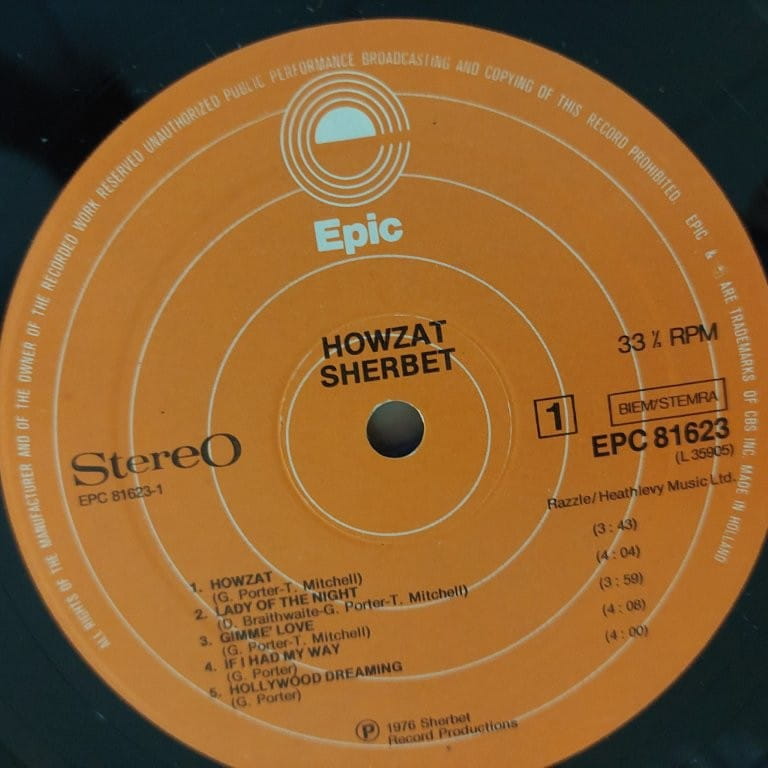 ALL RIGHTS OF THE MANUFACTURER AND OF THE OWNER OF THE RECORDED WORK RESERVED UNAUTHORIZED PUBLIC PERFORMANCE BROADCASTING AND COPYING OF THIS RECORD PROHIBITED. EPIC & ARE TRADEMARKS OF CBS INC. MADE IN HOLLAND
Epic
HOWZAT
SHERBET
33 ⅓ RPM
1
BIEM/STEMRA
EPC 81623
(L 35905)
Stereo
EPC 81623-1
Razzle/Heathlevy Music Ltd.
1. HOWZAT (3:43)
(G. Porter-T. Mitchell)
2. LADY OF THE NIGHT (4:04)
(D. Braithwaite-G. Porter-T. Mitchell)
3. GIMME' LOVE (3:59)
(G. Porter-T. Mitchell)
4. IF I HAD MY WAY (4:08)
(G. Porter)
5. HOLLYWOOD DREAMING (4:00)
(G. Porter)
Ⓟ 1976 Sherbet
Record Productions